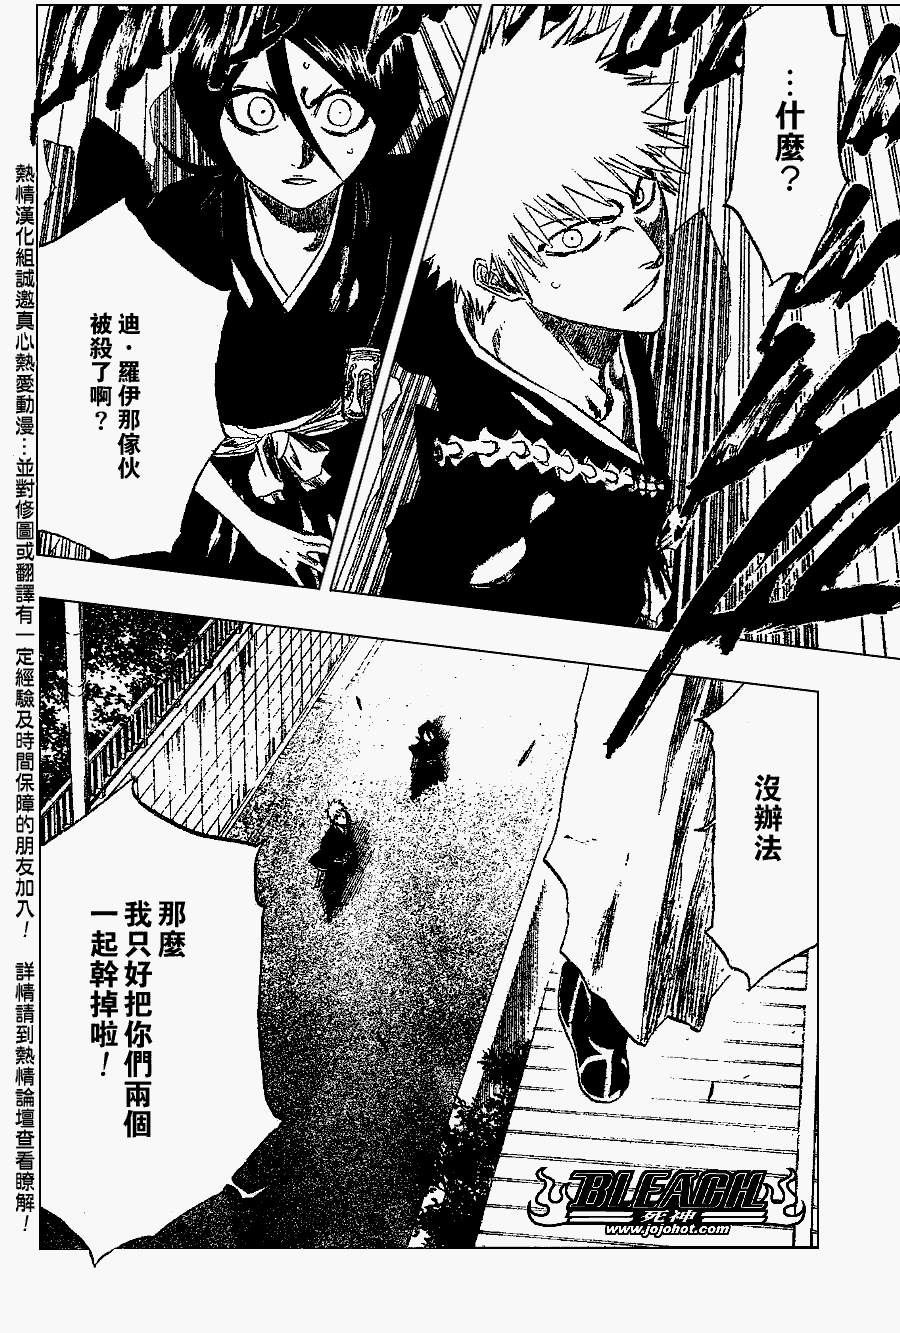 …什麼？
迪・羅伊那傢伙
被殺了啊？
沒辦法
那麼
我只好把你們兩個
一起幹掉啦！
熱情漢化組誠邀真心熱愛動漫…並對修圖或翻譯有一定經驗及時間保障的朋友加入！　詳情請到熱情論壇查看瞭解！
BLEACH
死神
www.jojohot.com